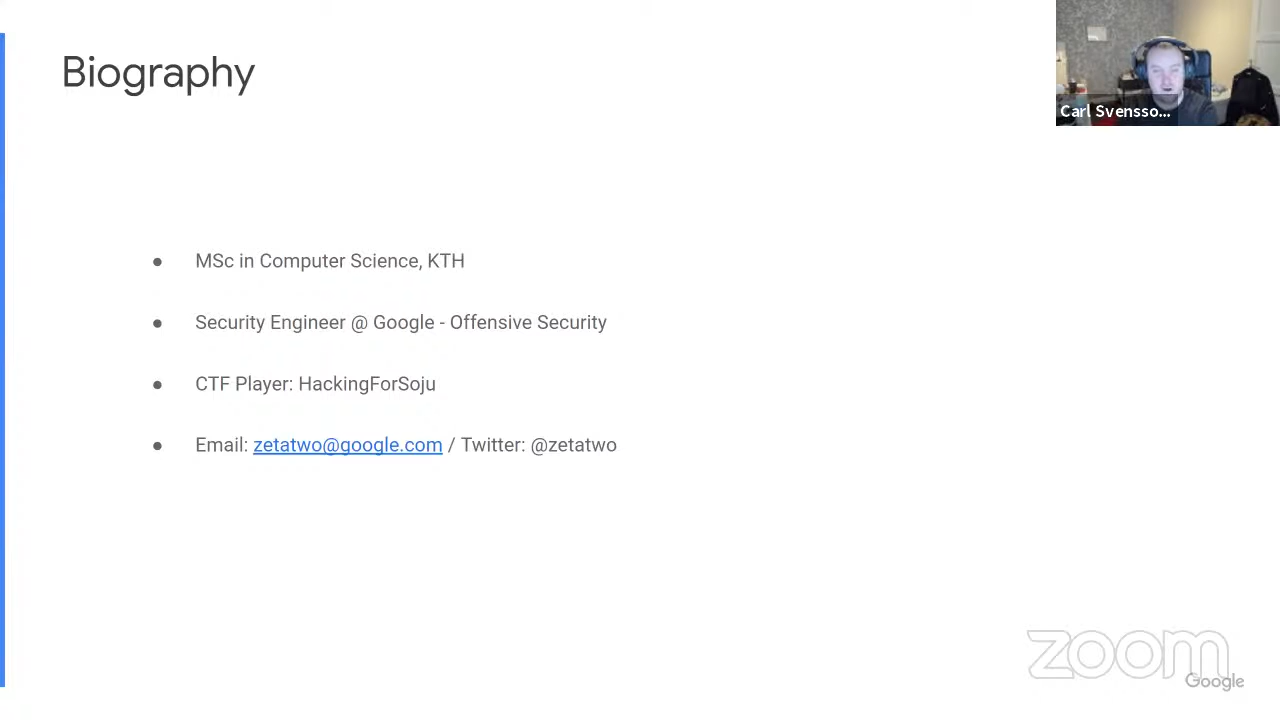 Biography
Carl Svensso...
● MSc in Computer Science, KTH
● Security Engineer @ Google - Offensive Security
● CTF Player: HackingForSoju
● Email: zetatwo@google.com / Twitter: @zetatwo
zoom
Google